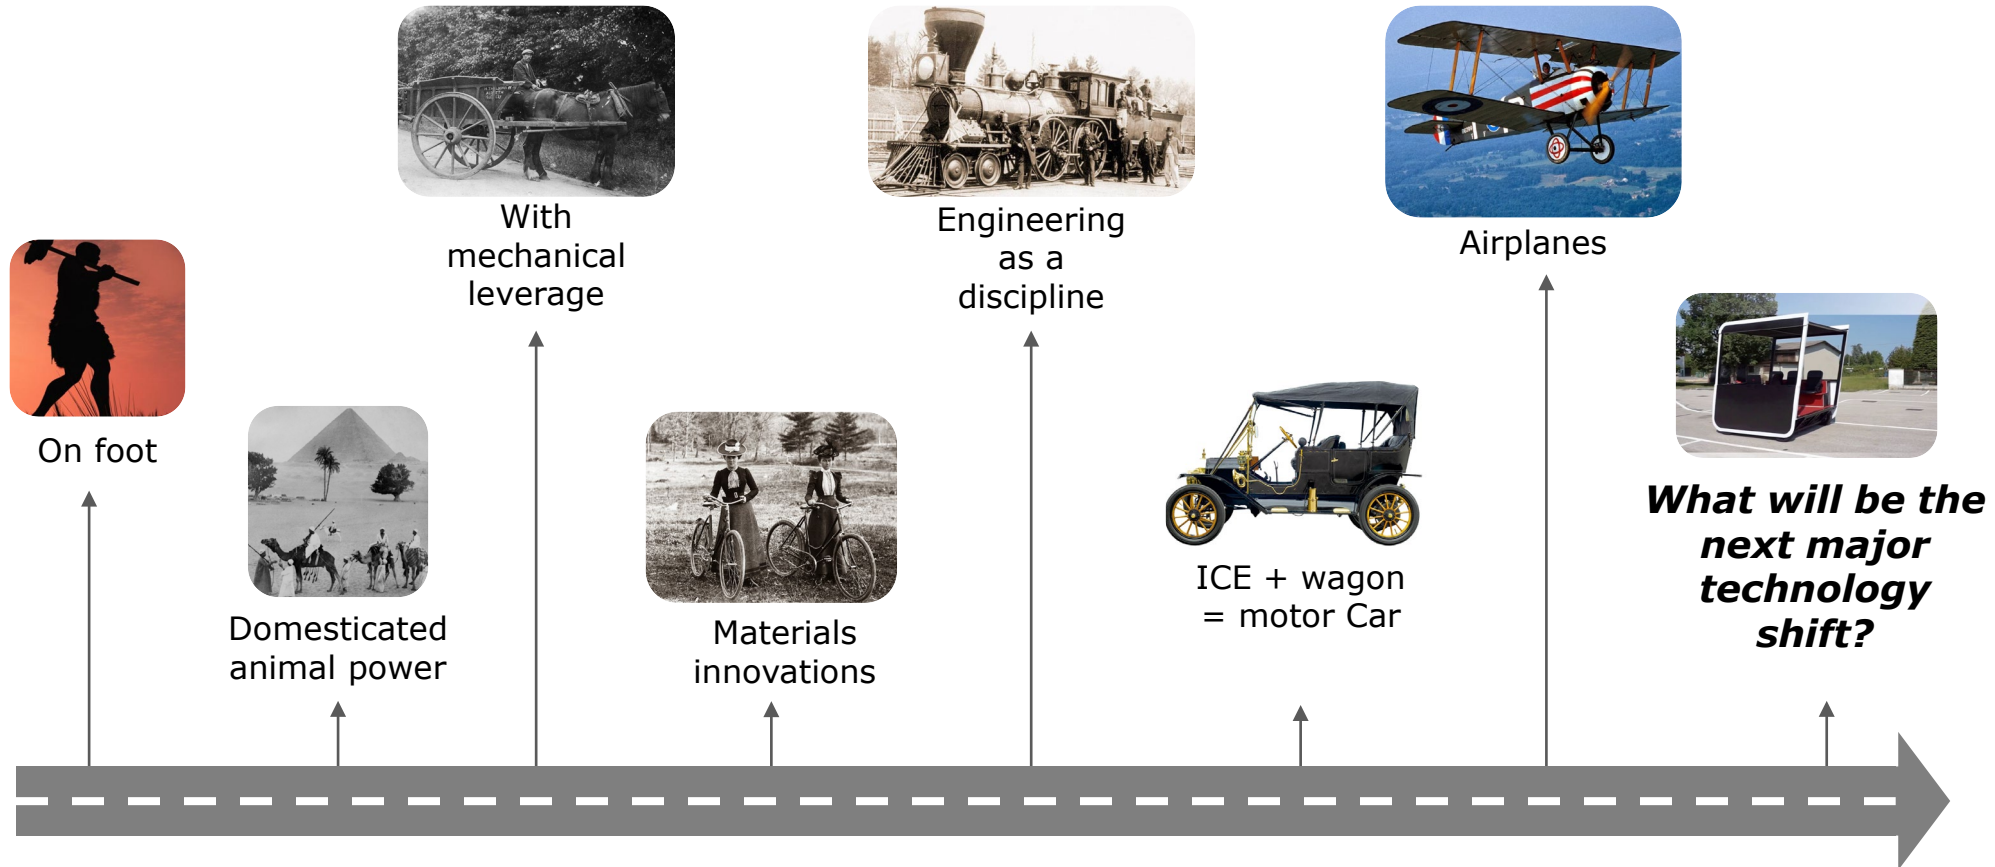 On foot
Domesticated
animal power
With
mechanical
leverage
Materials
innovations
Engineering
as a
discipline
ICE + wagon
= motor Car
Airplanes
What will be the
next major
technology
shift?